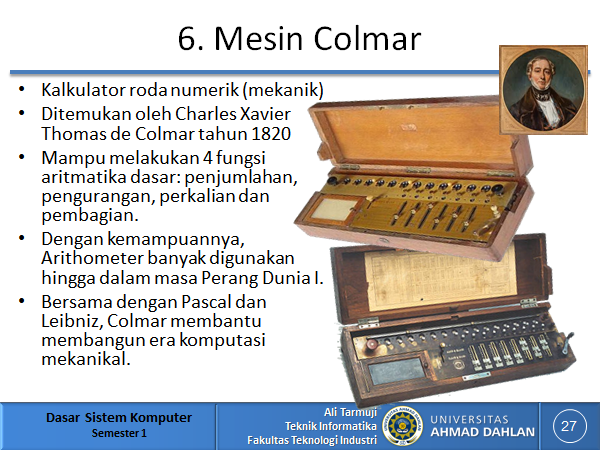 6. Mesin Colmar
• Kalkulator roda numerik (mekanik)
• Ditemukan oleh Charles Xavier
Thomas de Colmar tahun 1820
• Mampu melakukan 4 fungsi
aritmatika dasar: penjumlahan,
pengurangan, perkalian dan
pembagian.
• Dengan kemampuannya,
Arithometer banyak digunakan
hingga dalam masa Perang Dunia I.
• Bersama dengan Pascal dan
Leibniz, Colmar membantu
membangun era komputasi
mekanikal.
Dasar Sistem Komputer
Semester 1
Ali Tarmuji
Teknik Informatika
Fakultas Teknologi Industri
UNIVERSITAS
AHMAD DAHLAN
27